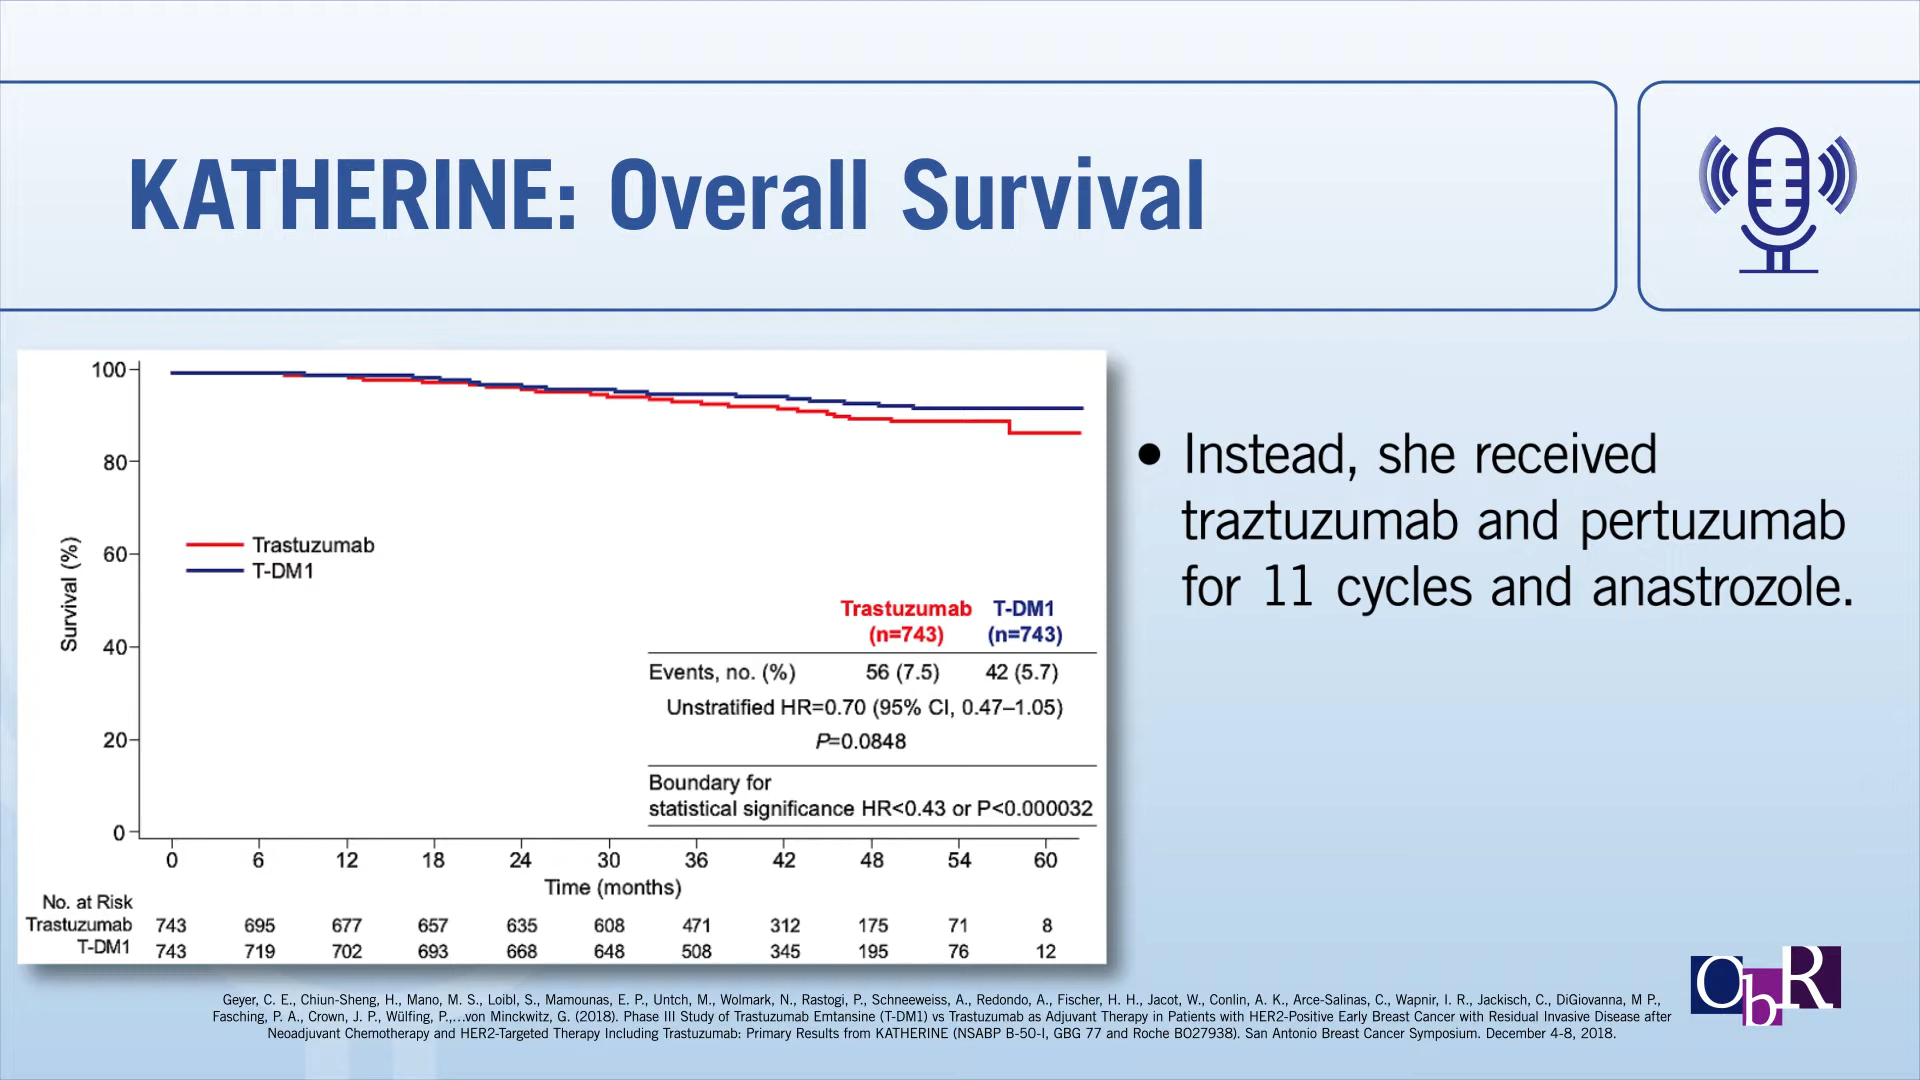 KATHERINE: Overall Survival
100
80
60
40
20
0
Survival (%)
Trastuzumab
T-DM1
Trastuzumab T-DM1
(n=743) (n=743)
Events, no. (%) 56 (7.5) 42 (5.7)
Unstratified HR=0.70 (95% CI, 0.47–1.05)
P=0.0848
Boundary for
statistical significance HR<0.43 or P<0.000032
0 6 12 18 24 30 36 42 48 54 60
Time (months)
No. at Risk
Trastuzumab 743 695 677 657 635 608 471 312 175 71 8
T-DM1 743 719 702 693 668 648 508 345 195 76 12
• Instead, she received
traztuzumab and pertuzumab
for 11 cycles and anastrozole.
Geyer, C. E., Chiun-Sheng, H., Mano, M. S., Loibl, S., Mamounas, E. P., Untch, M., Wolmark, N., Rastogi, P., Schneeweiss, A., Redondo, A., Fischer, H. H., Jacot, W., Conlin, A. K., Arce-Salinas, C., Wapnir, I. R., Jackisch, C., DiGiovanna, M P.,
Fasching, P. A., Crown, J. P., Wülfing, P.,...von Minckwitz, G. (2018). Phase III Study of Trastuzumab Emtansine (T-DM1) vs Trastuzumab as Adjuvant Therapy in Patients with HER2-Positive Early Breast Cancer with Residual Invasive Disease after
Neoadjuvant Chemotherapy and HER2-Targeted Therapy Including Trastuzumab: Primary Results from KATHERINE (NSABP B-50-I, GBG 77 and Roche BO27938). San Antonio Breast Cancer Symposium. December 4-8, 2018.
ObR